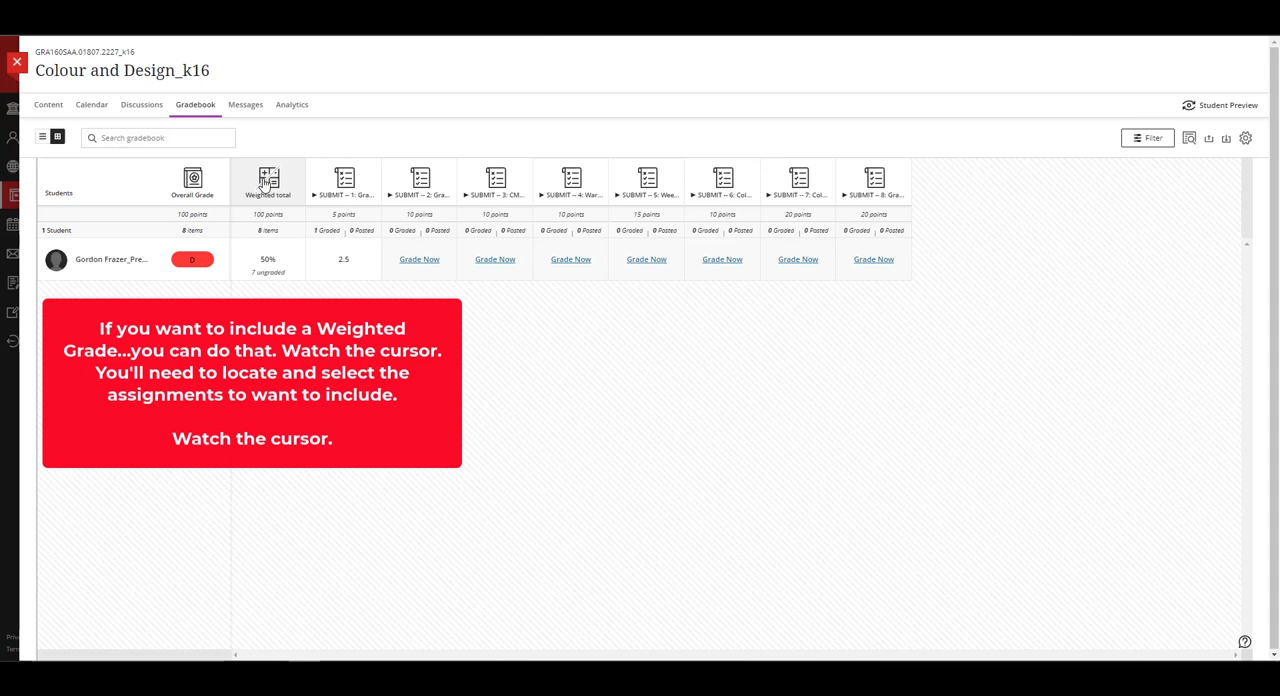 GRA160SAA.01807.2227_k16
Colour and Design_k16
Content Calendar Discussions Gradebook Messages Analytics
Student Preview
Search gradebook
Filter
Students
Overall Grade
Weighted total
SUBMIT -- 1: Gra...
SUBMIT -- 2: Gra...
SUBMIT -- 3: CM...
SUBMIT -- 4: War...
SUBMIT -- 5: Wee...
SUBMIT -- 6: Col...
SUBMIT -- 7: Col...
SUBMIT -- 8: Gra...
100 points 100 points 5 points 10 points 10 points 10 points 15 points 10 points 20 points 20 points
1 Student 8 items 8 items 1 Graded | 0 Posted 0 Graded | 0 Posted 0 Graded | 0 Posted 0 Graded | 0 Posted 0 Graded | 0 Posted 0 Graded | 0 Posted 0 Graded | 0 Posted 0 Graded | 0 Posted
Gordon Frazer_Pre... D 50% 2.5 Grade Now Grade Now Grade Now Grade Now Grade Now Grade Now Grade Now
7 ungraded
If you want to include a Weighted
Grade...you can do that. Watch the cursor.
You'll need to locate and select the
assignments to want to include.
Watch the cursor.
Priv
Tern